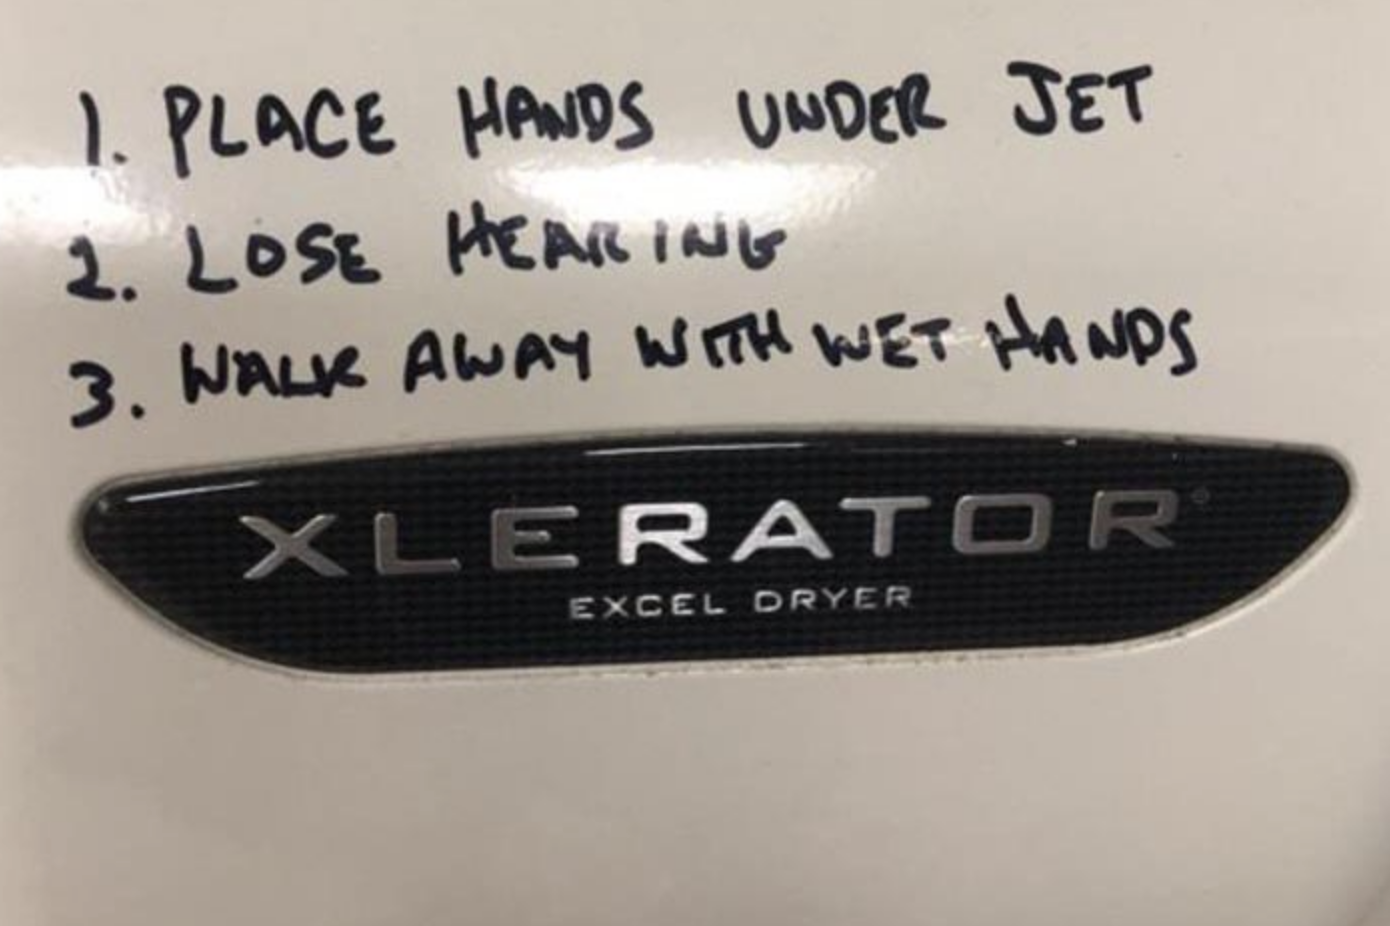 1. PLACE HANDS UNDER JET
2. LOSE HEARING
3. WALK AWAY WITH WET HANDS
XLERATOR®
EXCEL DRYER